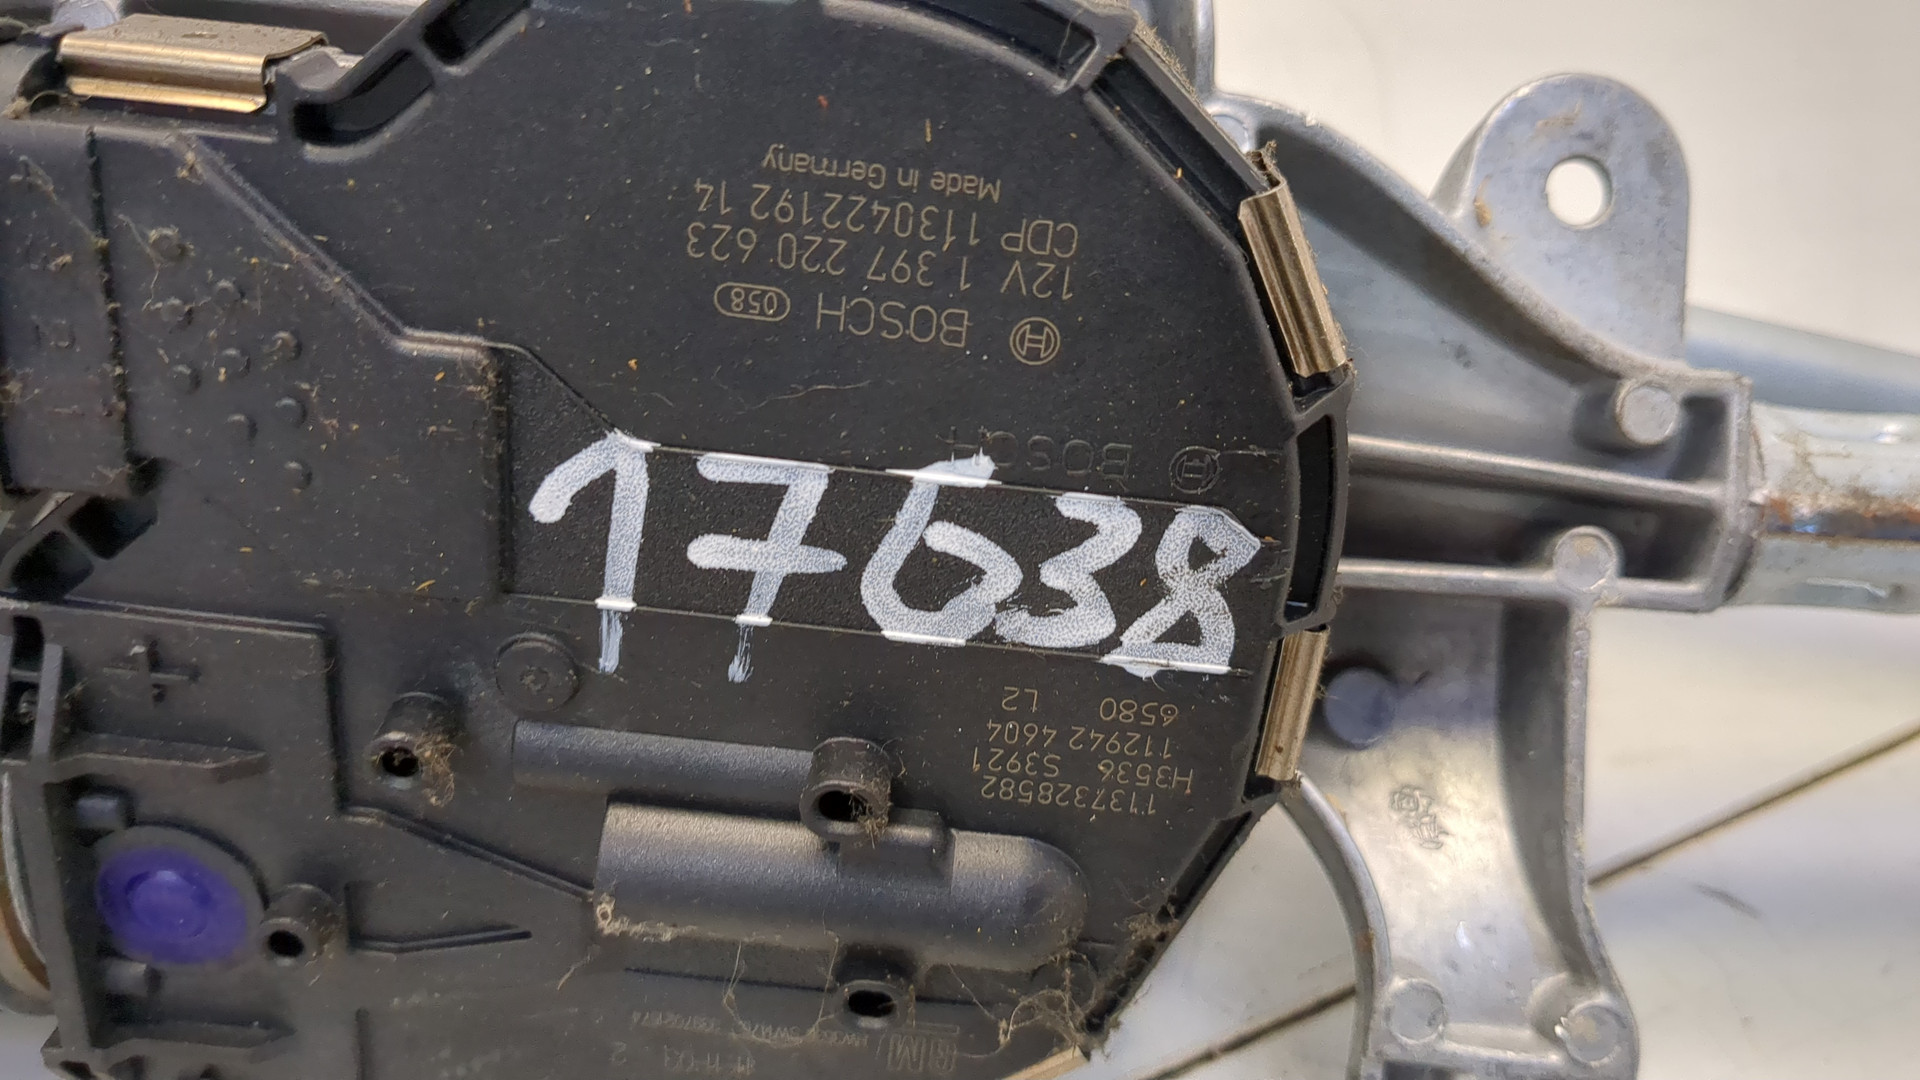 BOSCH 058
12V 1 397 220 623
CDP 1130422192 14
Made in Germany
BOSCH
17638
1137328582
H3536 S3921
112942 4604
6580 L2